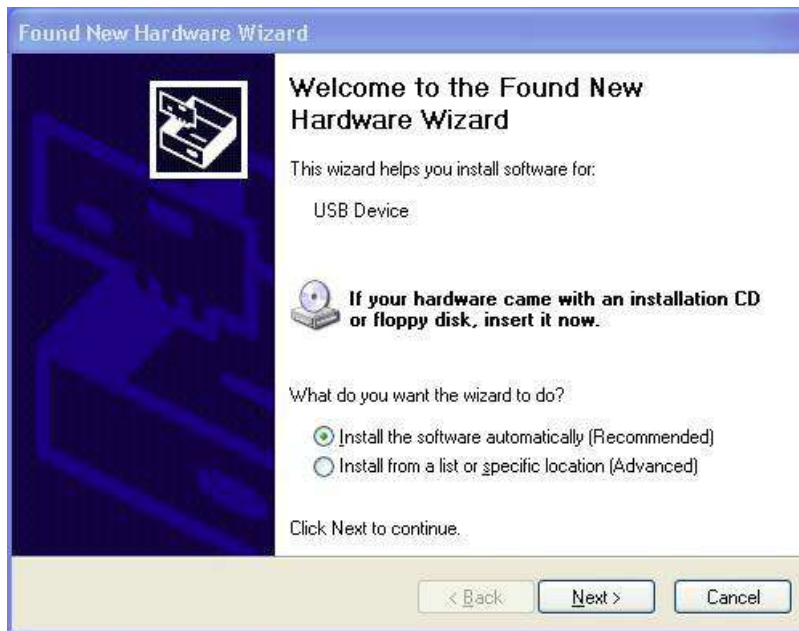 Found New Hardware Wizard
Welcome to the Found New
Hardware Wizard
This wizard helps you install software for:
USB Device
If your hardware came with an installation CD
or floppy disk, insert it now.
What do you want the wizard to do?
Install the software automatically (Recommended)
Install from a list or specific location (Advanced)
Click Next to continue.
< Back Next > Cancel